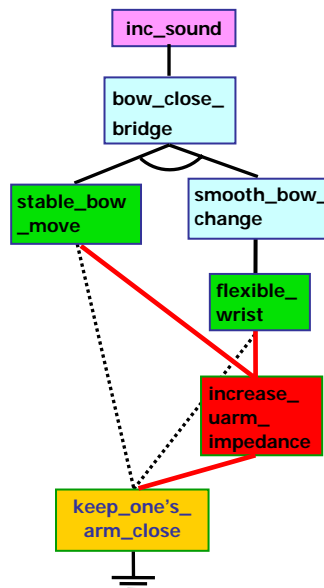 inc_sound
bow_close_
bridge
stable_bow
_move
smooth_bow_
change
flexible_
wrist
increase_
uarm_
impedance
keep_one's_
arm_close